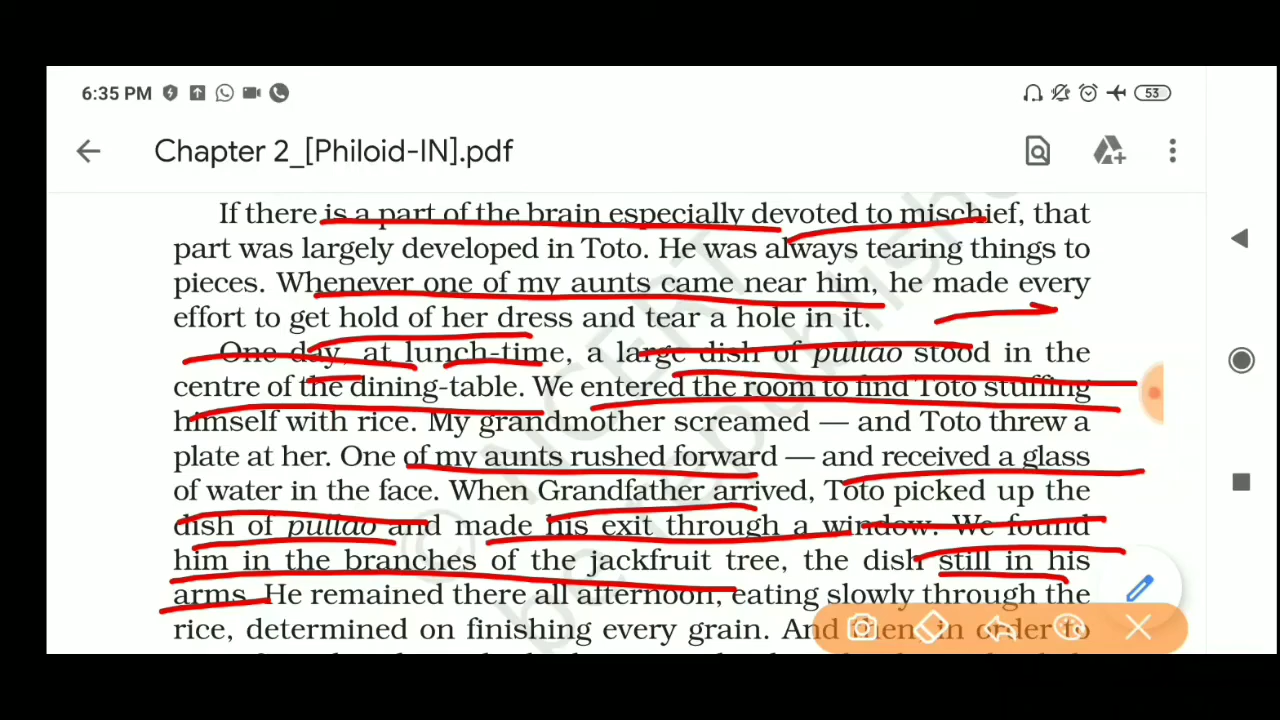 6:35 PM
53
Chapter 2_[Philoid-IN].pdf
If there is a part of the brain especially devoted to mischief, that
part was largely developed in Toto. He was always tearing things to
pieces. Whenever one of my aunts came near him, he made every
effort to get hold of her dress and tear a hole in it.
One day, at lunch-time, a large dish of pullao stood in the
centre of the dining-table. We entered the room to find Toto stuffing
himself with rice. My grandmother screamed — and Toto threw a
plate at her. One of my aunts rushed forward — and received a glass
of water in the face. When Grandfather arrived, Toto picked up the
dish of pullao and made his exit through a window. We found
him in the branches of the jackfruit tree, the dish still in his
arms. He remained there all afternoon, eating slowly through the
rice, determined on finishing every grain. And then, in order to